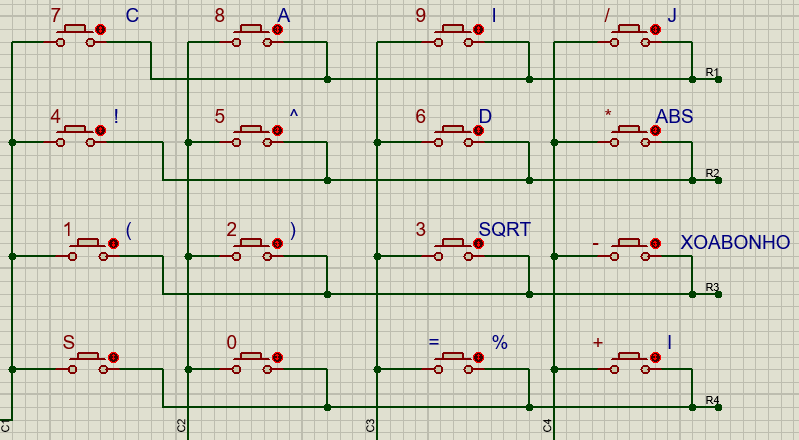 7 C 8 A 9 I / J
R1
4 ! 5 ^ 6 D * ABS
R2
1 ( 2 ) 3 SQRT - XOABONHO
R3
S 0 = % + I
R4
C1 C2 C3 C4